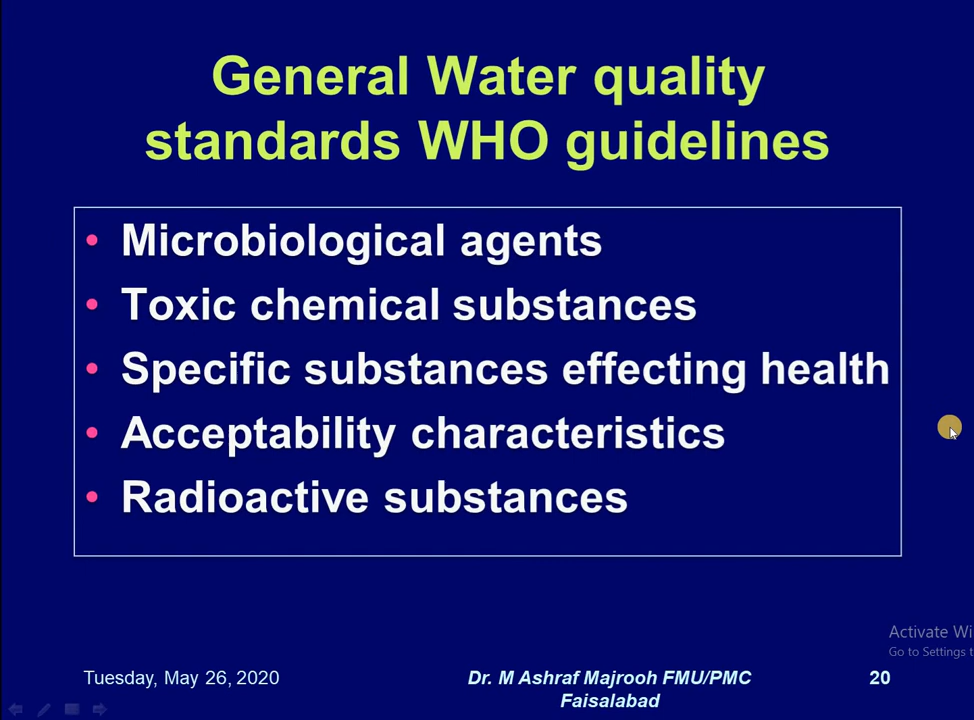 General Water quality
standards WHO guidelines
• Microbiological agents
• Toxic chemical substances
• Specific substances effecting health
• Acceptability characteristics
• Radioactive substances
Activate Wi
Go to Settings t
Tuesday, May 26, 2020
Dr. M Ashraf Majrooh FMU/PMC
Faisalabad
20